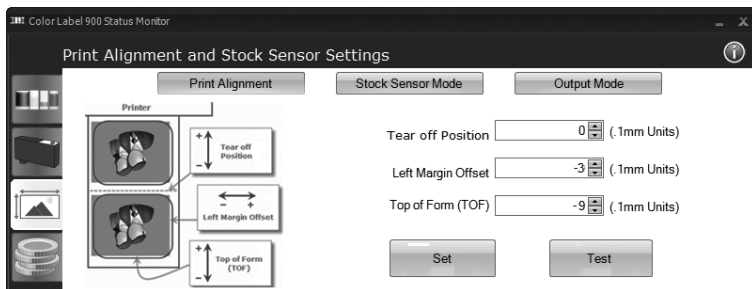 Color Label 900 Status Monitor
Print Alignment and Stock Sensor Settings
Print Alignment
Stock Sensor Mode
Output Mode
Printer
+
Tear off
Position
-
- +
Left Margin Offset
+
Top of Form
(TOF)
-
Tear off Position 0 (.1mm Units)
Left Margin Offset -3 (.1mm Units)
Top of Form (TOF) -9 (.1mm Units)
Set
Test